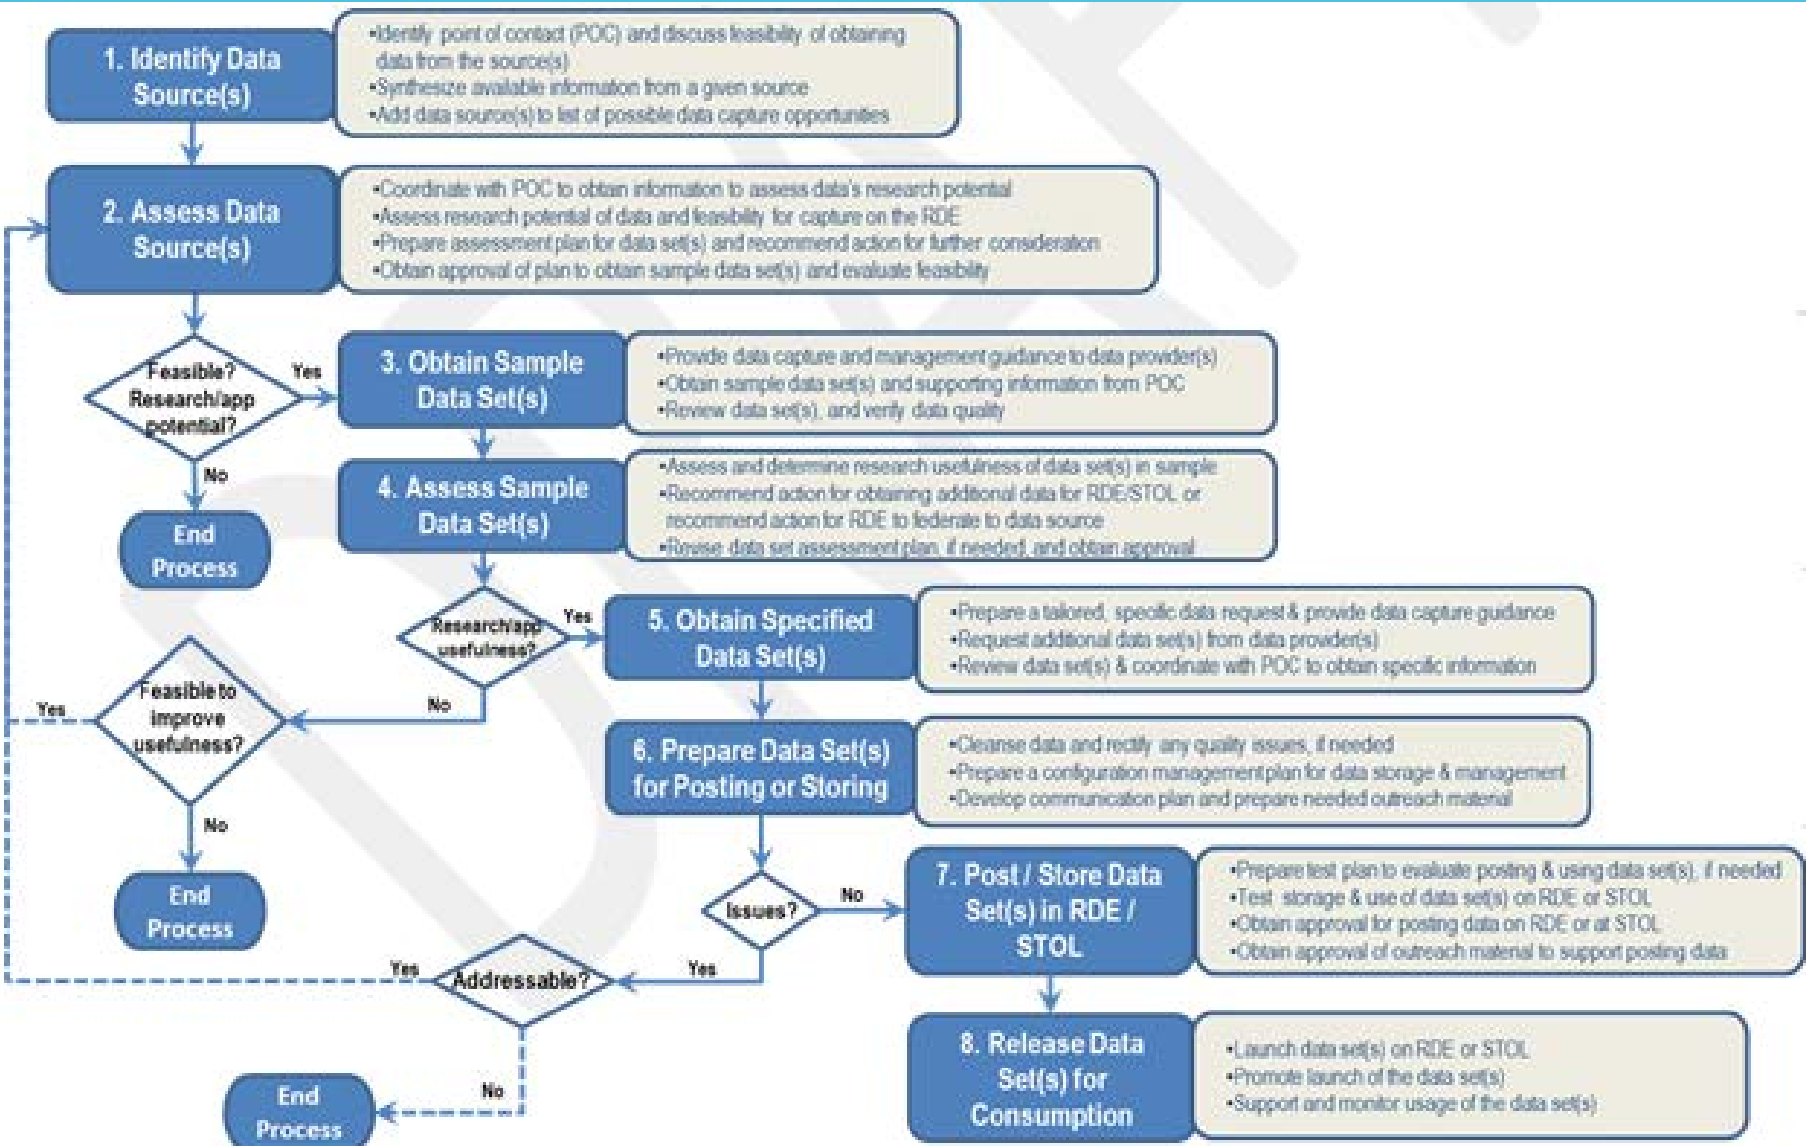 1. Identify Data
Source(s)
•Identify point of contact (POC) and discuss feasibility of obtaining
data from the source(s)
•Synthesize available information from a given source
•Add data source(s) to list of possible data capture opportunities
2. Assess Data
Source(s)
•Coordinate with POC to obtain information to assess data's research potential
•Assess research potential of data and feasibility for capture on the RDE
•Prepare assessment plan for data set(s) and recommend action for further consideration
•Obtain approval of plan to obtain sample data set(s) and evaluate feasibility
Feasible?
Research/app
potential?
Yes
No
End
Process
3. Obtain Sample
Data Set(s)
•Provide data capture and management guidance to data provider(s)
•Obtain sample data set(s) and supporting information from POC
•Review data set(s), and verify data quality
4. Assess Sample
Data Set(s)
•Assess and determine research usefulness of data set(s) in sample
•Recommend action for obtaining additional data for RDE/STOL or
recommend action for RDE to federate to data source
•Revise data set assessment plan, if needed, and obtain approval
Research/app
usefulness?
Yes
No
Feasible to
improve
usefulness?
Yes
No
End
Process
5. Obtain Specified
Data Set(s)
•Prepare a tailored, specific data request & provide data capture guidance
•Request additional data set(s) from data provider(s)
•Review data set(s) & coordinate with POC to obtain specific information
6. Prepare Data Set(s)
for Posting or Storing
•Cleanse data and rectify any quality issues, if needed
•Prepare a configuration management plan for data storage & management
•Develop communication plan and prepare needed outreach material
Issues?
No
Yes
Addressable?
Yes
No
End
Process
7. Post / Store Data
Set(s) in RDE /
STOL
•Prepare test plan to evaluate posting & using data set(s), if needed
•Test storage & use of data set(s) on RDE or STOL
•Obtain approval for posting data on RDE or at STOL
•Obtain approval of outreach material to support posting data
8. Release Data
Set(s) for
Consumption
•Launch data set(s) on RDE or STOL
•Promote launch of the data set(s)
•Support and monitor usage of the data set(s)